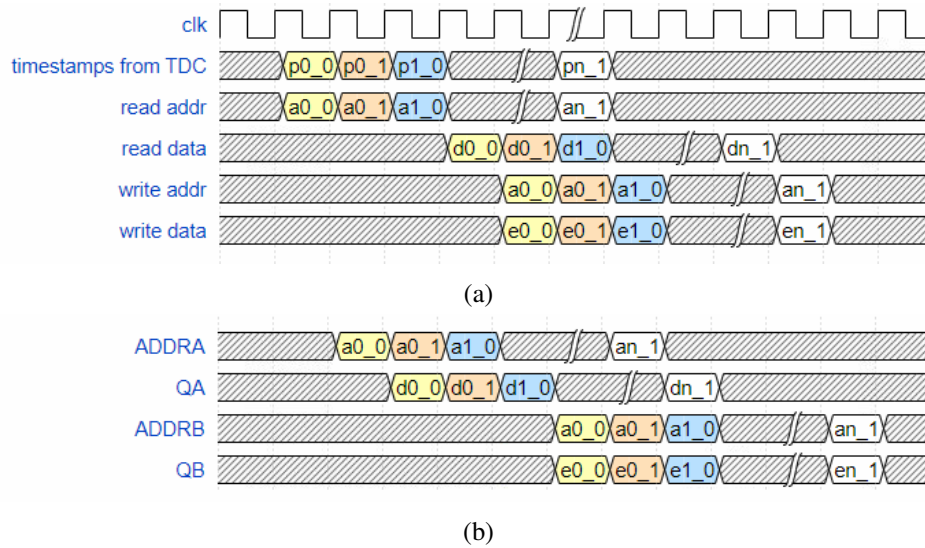 clk
timestamps from TDC p0_0 p0_1 p1_0 pn_1
read addr a0_0 a0_1 a1_0 an_1
read data d0_0 d0_1 d1_0 dn_1
write addr a0_0 a0_1 a1_0 an_1
write data e0_0 e0_1 e1_0 en_1
(a)
ADDRA a0_0 a0_1 a1_0 an_1
QA d0_0 d0_1 d1_0 dn_1
ADDRB a0_0 a0_1 a1_0 an_1
QB e0_0 e0_1 e1_0 en_1
(b)